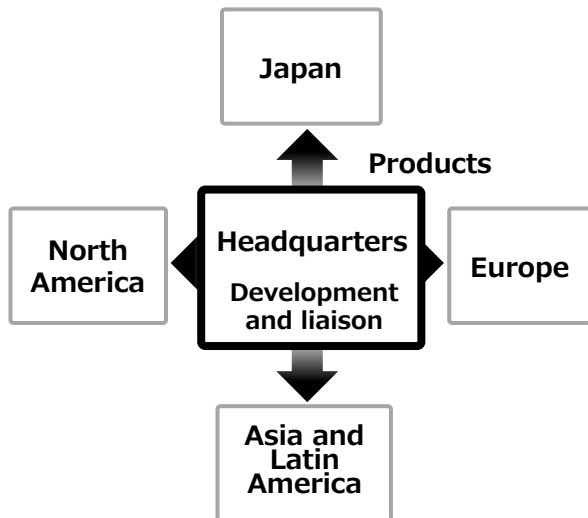 Japan
Products
North
America
Headquarters
Development
and liaison
Europe
Asia and
Latin
America